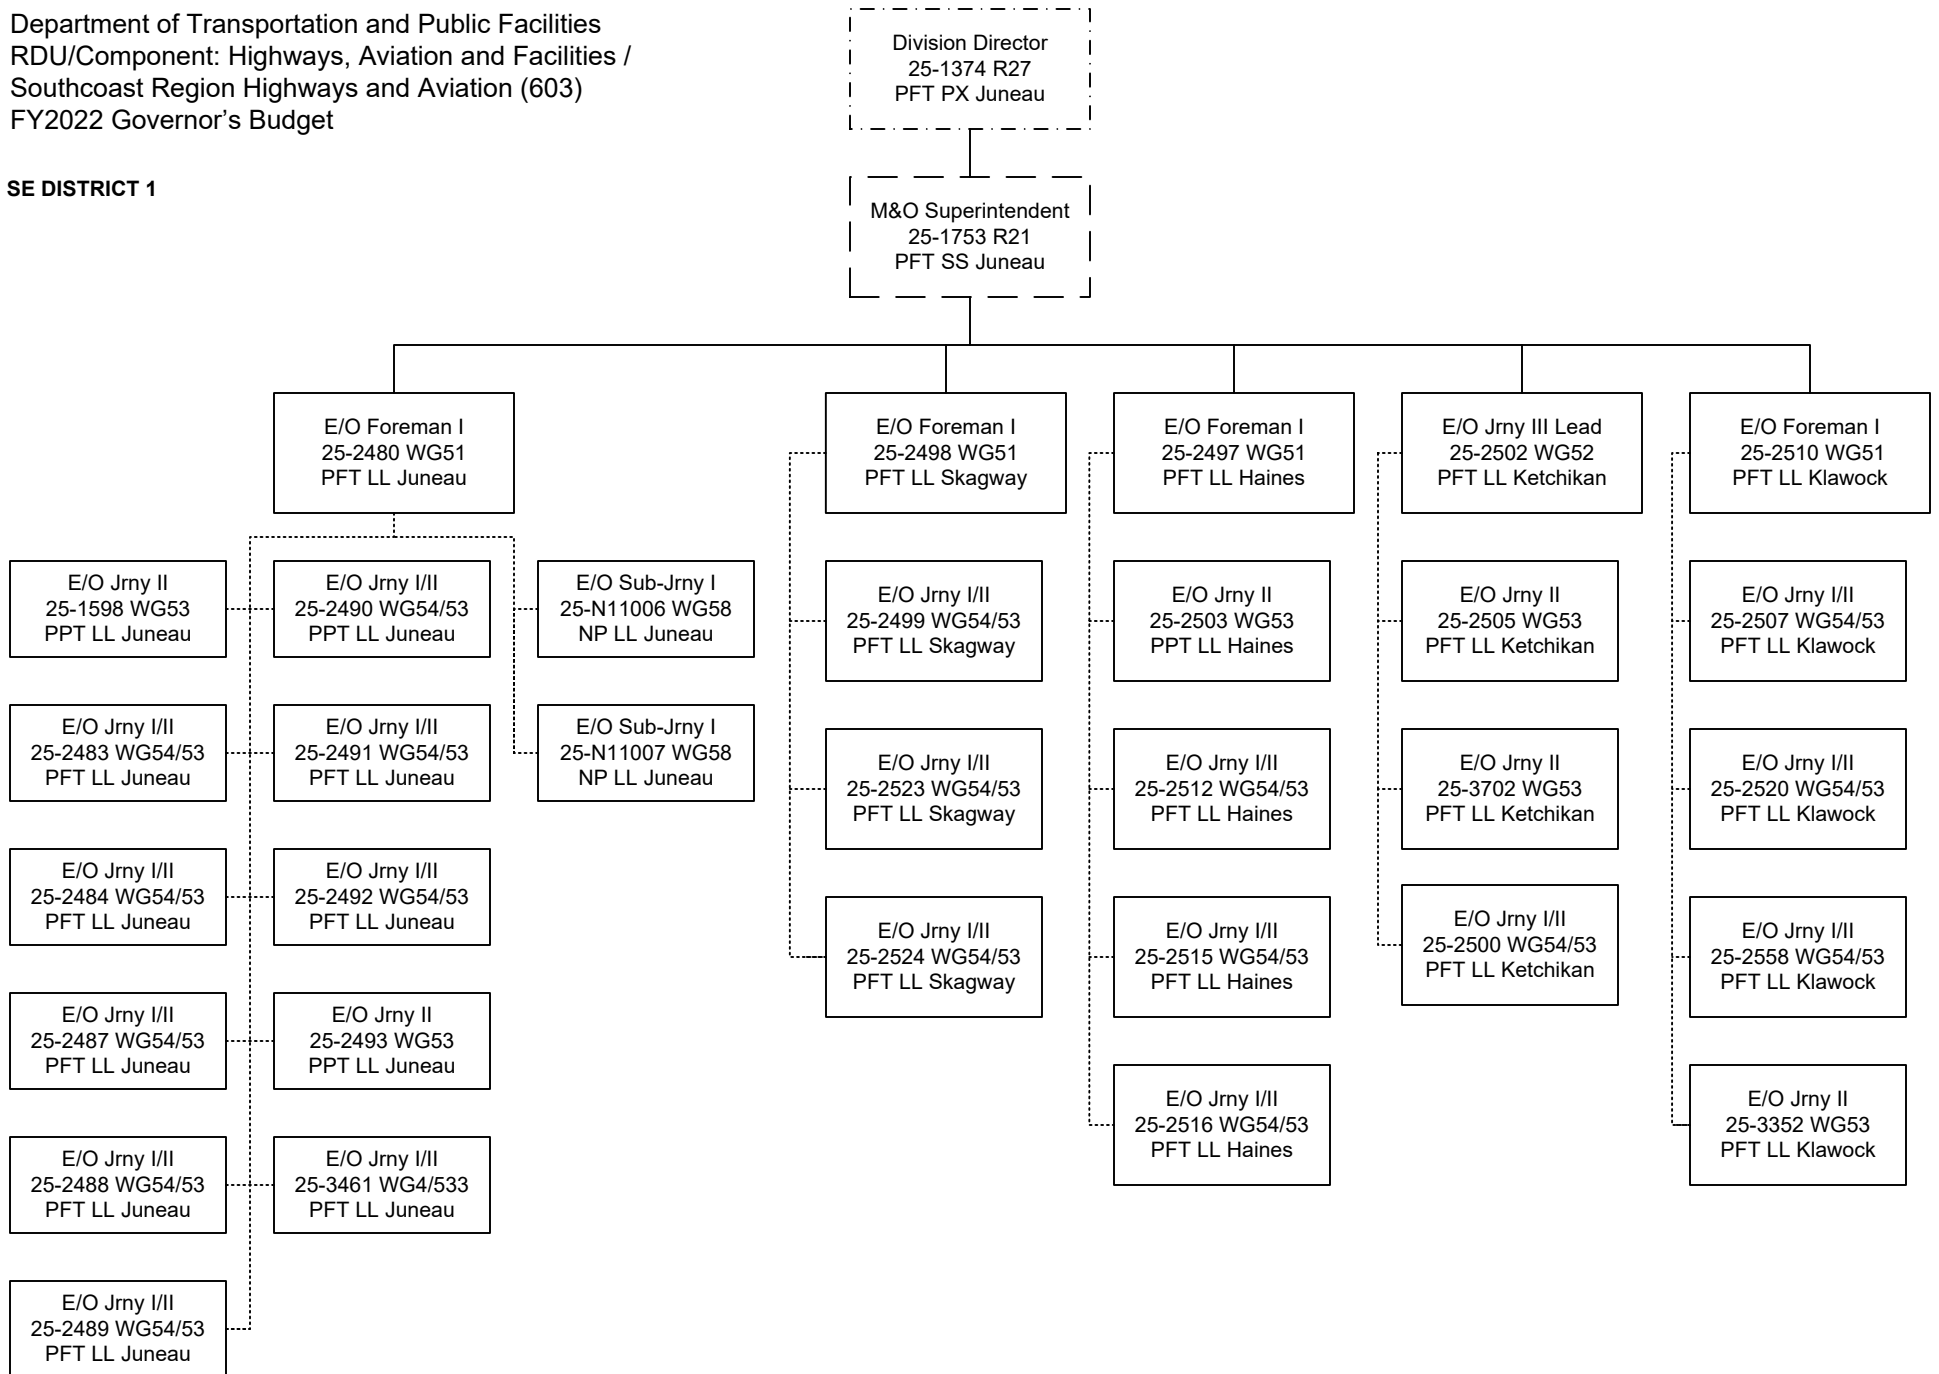 Department of Transportation and Public Facilities
RDU/Component: Highways, Aviation and Facilities /
Southcoast Region Highways and Aviation (603)
FY2022 Governor’s Budget
SE DISTRICT 1
Division Director
25-1374 R27
PFT PX Juneau
M&O Superintendent
25-1753 R21
PFT SS Juneau
E/O Foreman I
25-2480 WG51
PFT LL Juneau
E/O Jrny II
25-1598 WG53
PPT LL Juneau
E/O Jrny I/II
25-2483 WG54/53
PFT LL Juneau
E/O Jrny I/II
25-2484 WG54/53
PFT LL Juneau
E/O Jrny I/II
25-2487 WG54/53
PFT LL Juneau
E/O Jrny I/II
25-2488 WG54/53
PFT LL Juneau
E/O Jrny I/II
25-2489 WG54/53
PFT LL Juneau
E/O Jrny I/II
25-2490 WG54/53
PPT LL Juneau
E/O Jrny I/II
25-2491 WG54/53
PFT LL Juneau
E/O Jrny I/II
25-2492 WG54/53
PFT LL Juneau
E/O Jrny II
25-2493 WG53
PPT LL Juneau
E/O Jrny I/II
25-3461 WG4/533
PFT LL Juneau
E/O Sub-Jrny I
25-N11006 WG58
NP LL Juneau
E/O Sub-Jrny I
25-N11007 WG58
NP LL Juneau
E/O Foreman I
25-2498 WG51
PFT LL Skagway
E/O Jrny I/II
25-2499 WG54/53
PFT LL Skagway
E/O Jrny I/II
25-2523 WG54/53
PFT LL Skagway
E/O Jrny I/II
25-2524 WG54/53
PFT LL Skagway
E/O Foreman I
25-2497 WG51
PFT LL Haines
E/O Jrny II
25-2503 WG53
PPT LL Haines
E/O Jrny I/II
25-2512 WG54/53
PFT LL Haines
E/O Jrny I/II
25-2515 WG54/53
PFT LL Haines
E/O Jrny I/II
25-2516 WG54/53
PFT LL Haines
E/O Jrny III Lead
25-2502 WG52
PFT LL Ketchikan
E/O Jrny II
25-2505 WG53
PFT LL Ketchikan
E/O Jrny II
25-3702 WG53
PFT LL Ketchikan
E/O Jrny I/II
25-2500 WG54/53
PFT LL Ketchikan
E/O Foreman I
25-2510 WG51
PFT LL Klawock
E/O Jrny I/II
25-2507 WG54/53
PFT LL Klawock
E/O Jrny I/II
25-2520 WG54/53
PFT LL Klawock
E/O Jrny I/II
25-2558 WG54/53
PFT LL Klawock
E/O Jrny II
25-3352 WG53
PFT LL Klawock